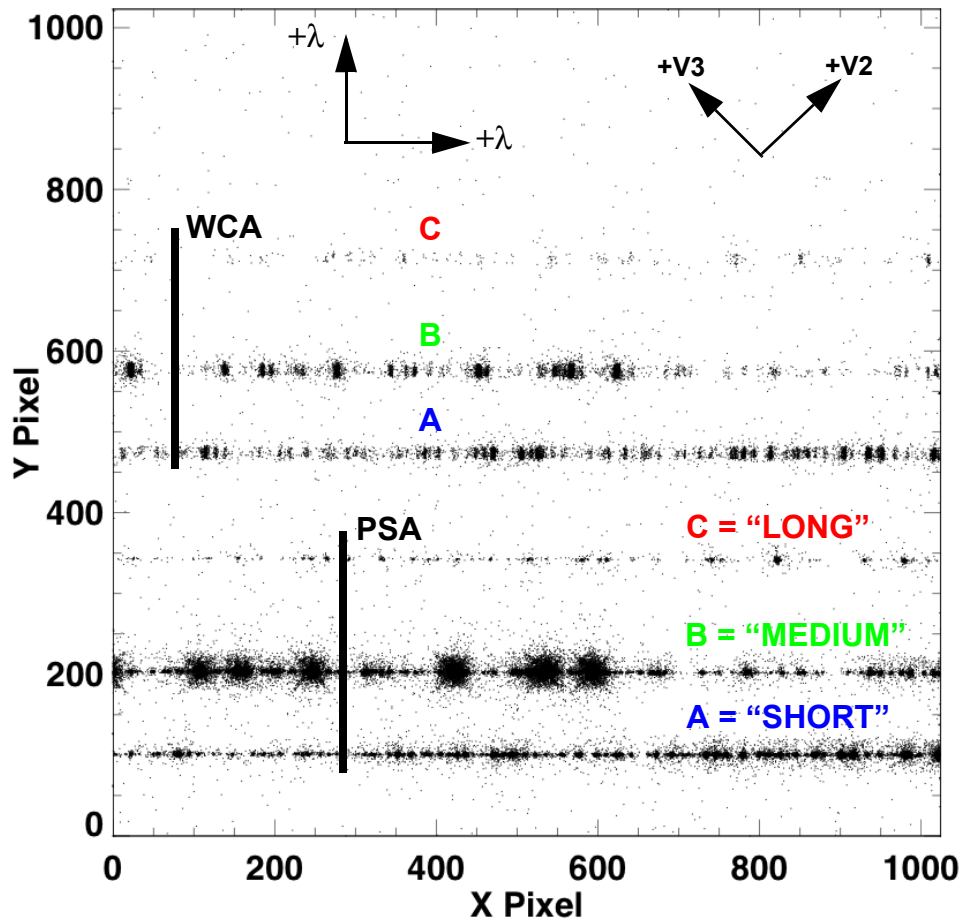 1000
800
600
400
200
0
Y Pixel
+λ
+λ
+V3
+V2
WCA
C
B
A
PSA
C = “LONG”
B = “MEDIUM”
A = “SHORT”
0 200 400 600 800 1000
X Pixel